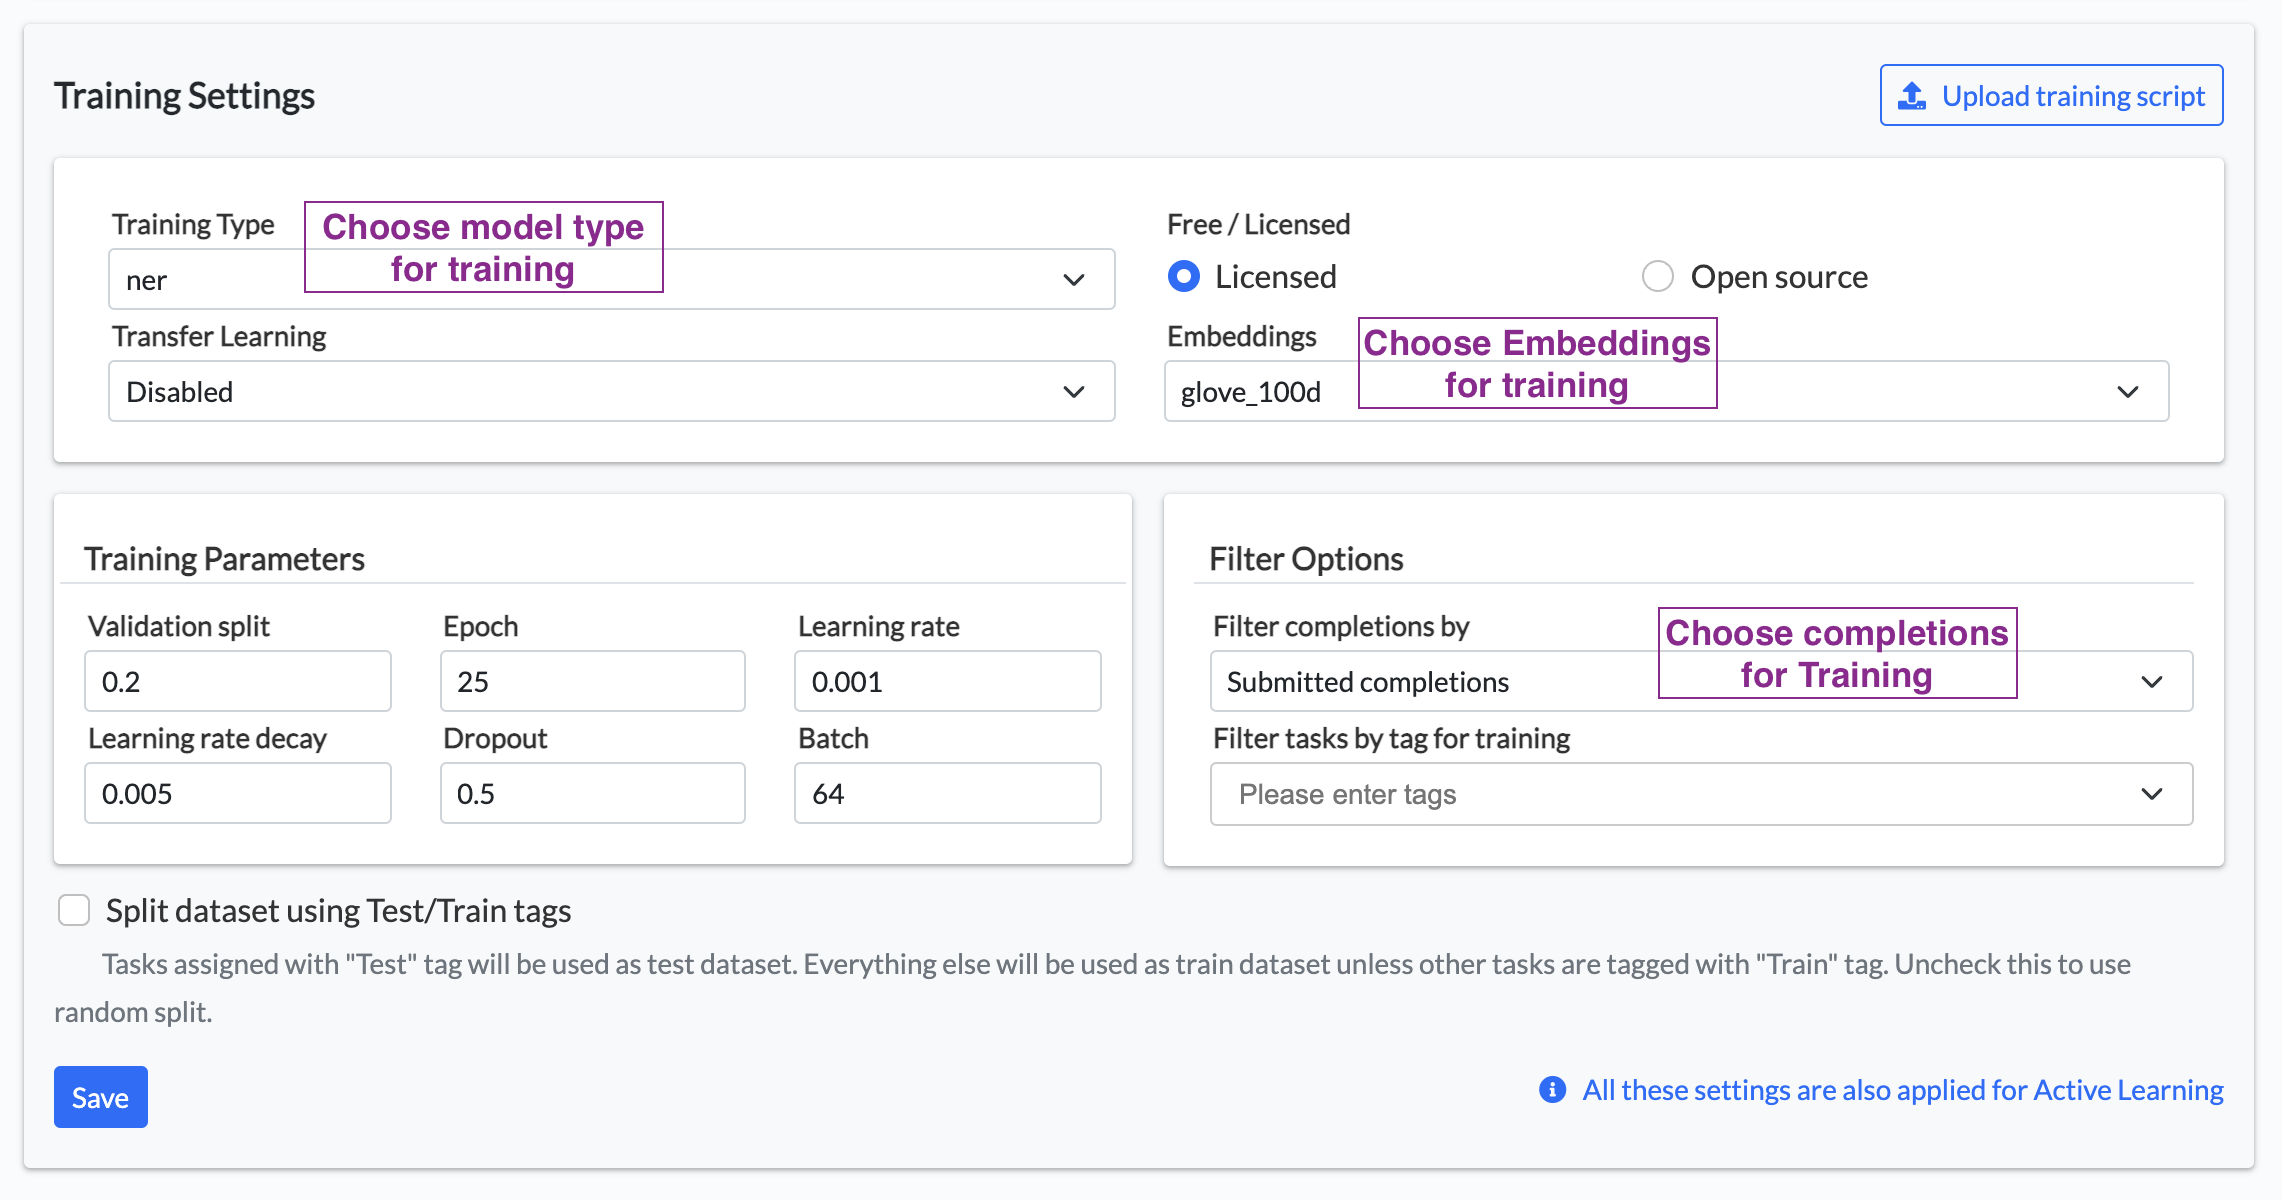 Training Settings
Upload training script
Training Type
Choose model type
for training
ner
Free / Licensed
Licensed
Open source
Transfer Learning
Disabled
Embeddings
Choose Embeddings
for training
glove_100d
Training Parameters
Validation split
Epoch
Learning rate
0.2
25
0.001
Learning rate decay
Dropout
Batch
0.005
0.5
64
Filter Options
Filter completions by
Choose completions
for Training
Submitted completions
Filter tasks by tag for training
Please enter tags
Split dataset using Test/Train tags
Tasks assigned with "Test" tag will be used as test dataset. Everything else will be used as train dataset unless other tasks are tagged with "Train" tag. Uncheck this to use
random split.
Save
All these settings are also applied for Active Learning